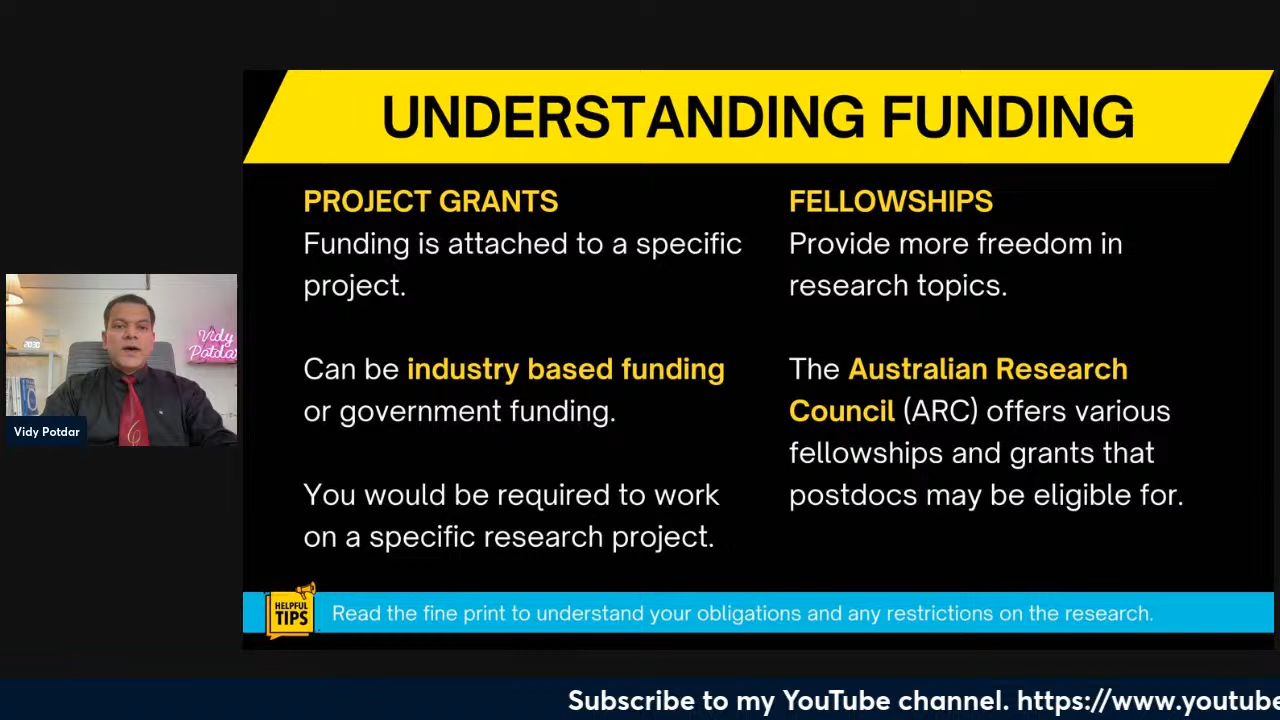 UNDERSTANDING FUNDING
PROJECT GRANTS
Funding is attached to a specific
project.
Can be industry based funding
or government funding.
You would be required to work
on a specific research project.
FELLOWSHIPS
Provide more freedom in
research topics.
The Australian Research
Council (ARC) offers various
fellowships and grants that
postdocs may be eligible for.
Vidy
Potdar
Vidy Potdar
HELPFUL
TIPS
Read the fine print to understand your obligations and any restrictions on the research.
Subscribe to my YouTube channel. https://www.youtube